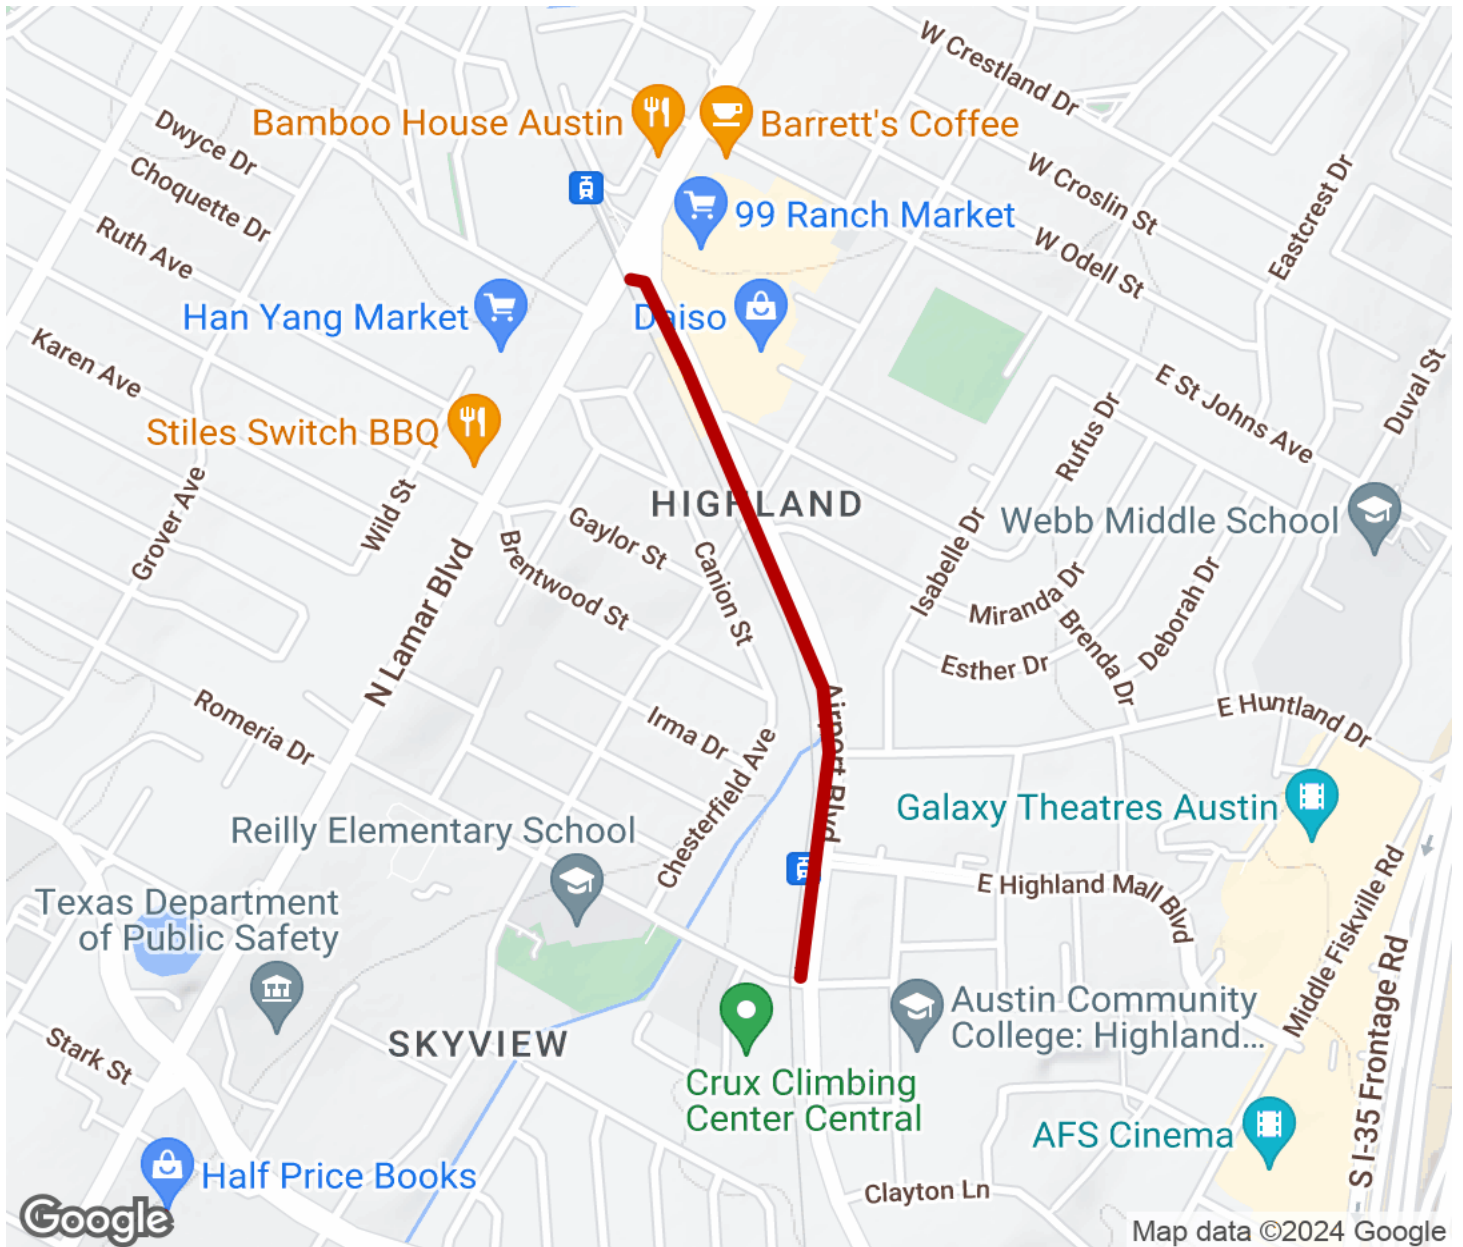 W Crestland Dr
Bamboo House Austin
Barrett's Coffee
Dwyce Dr
Choquette Dr
W Croslin St
Eastcrest Dr
99 Ranch Market
Ruth Ave
W Odell St
Han Yang Market
Daiso
Karen Ave
E St Johns Ave
Duval St
Stiles Switch BBQ
Rufus Dr
Grover Ave
Wild St
HIGHLAND
Webb Middle School
Gaylor St
Isabelle Dr
Brentwood St
Canion St
Miranda Dr
Deborah Dr
N Lamar Blvd
Brenda Dr
Esther Dr
Romeria Dr
Irma Dr
Airport Blvd
E Huntland Dr
Chesterfield Ave
Galaxy Theatres Austin
Reilly Elementary School
E Highland Mall Blvd
Middle Fiskville Rd
Texas Department
of Public Safety
S I-35 Frontage Rd
Austin Community
College: Highland...
SKYVIEW
Stark St
Crux Climbing
Center Central
AFS Cinema
Half Price Books
Clayton Ln
Google
Map data ©2024 Google